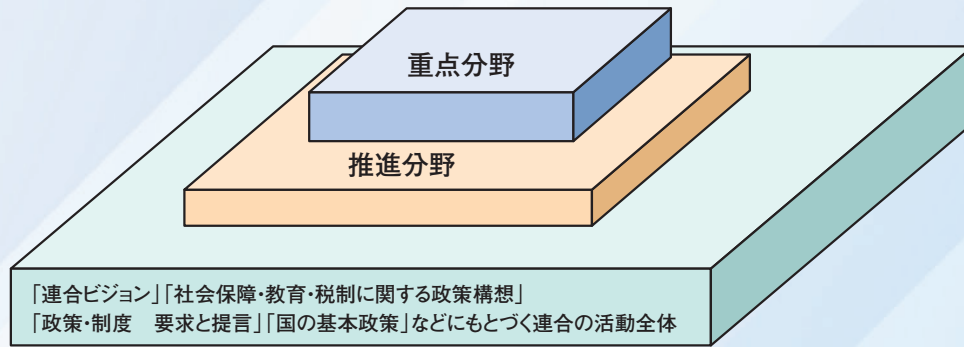 重点分野
推進分野
「連合ビジョン」「社会保障・教育・税制に関する政策構想」
「政策・制度　要求と提言」「国の基本政策」などにもとづく連合の活動全体